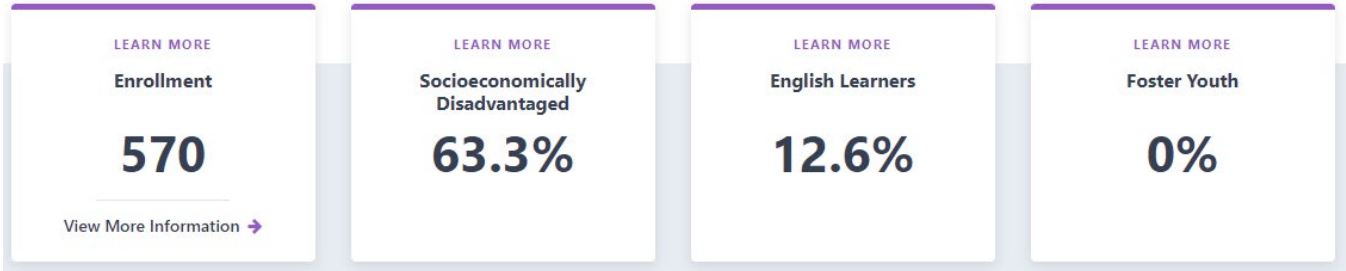 LEARN MORE
Enrollment
570
View More Information
LEARN MORE
Socioeconomically
Disadvantaged
63.3%
LEARN MORE
English Learners
12.6%
LEARN MORE
Foster Youth
0%